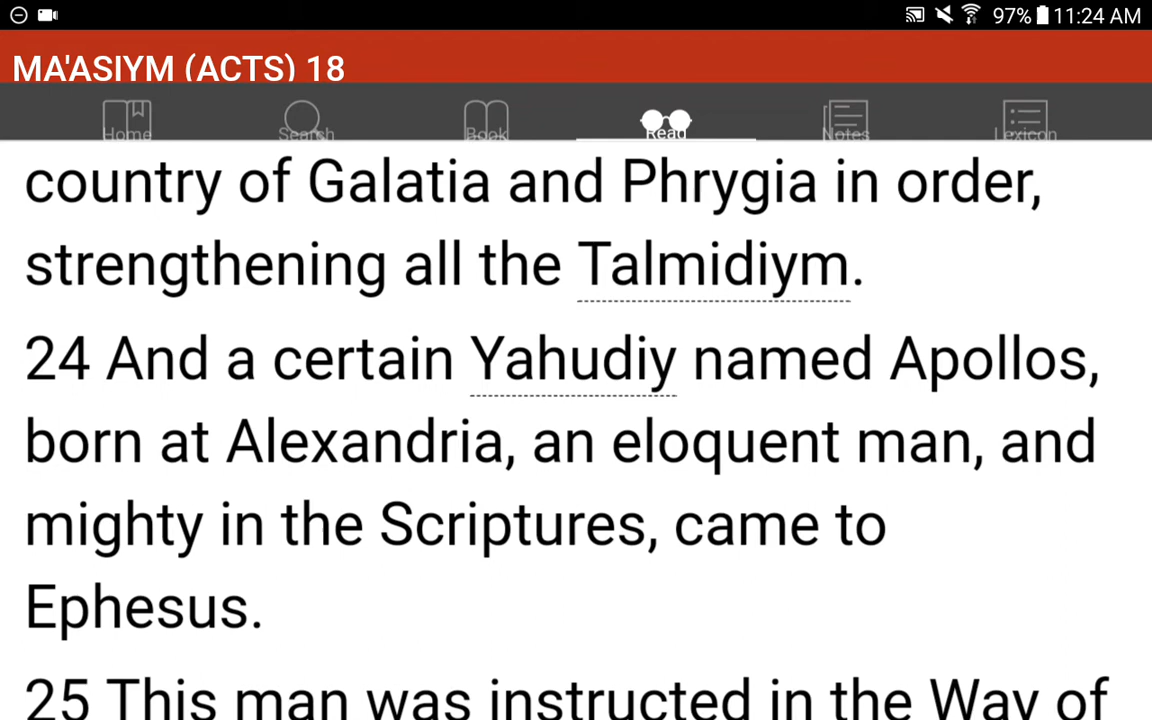 97% 11:24 AM
MA'ASIYM (ACTS) 18
Home Search Book Read Notes Lexicon
country of Galatia and Phrygia in order,
strengthening all the Talmidiym.
24 And a certain Yahudiy named Apollos,
born at Alexandria, an eloquent man, and
mighty in the Scriptures, came to
Ephesus.
25 This man was instructed in the Way of